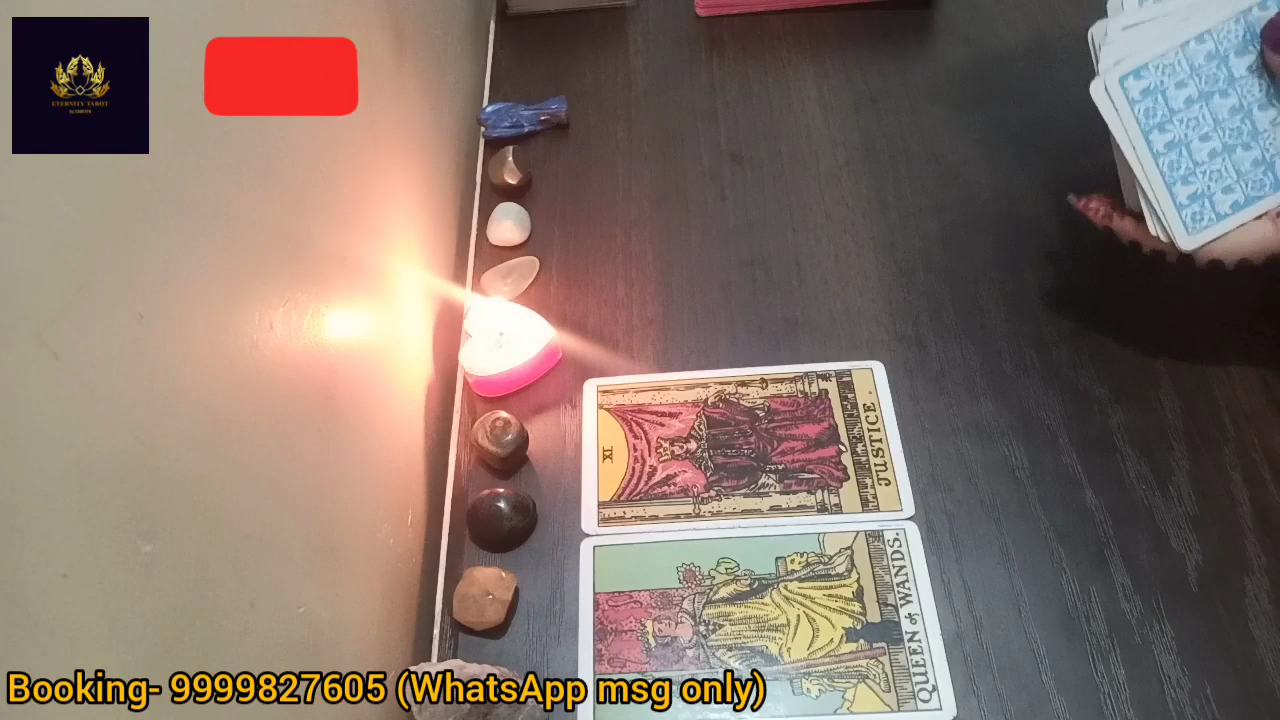 ETERNITY TAROT
XI
JUSTICE.
QUEEN of WANDS.
Booking- 9999827605 (WhatsApp msg only)